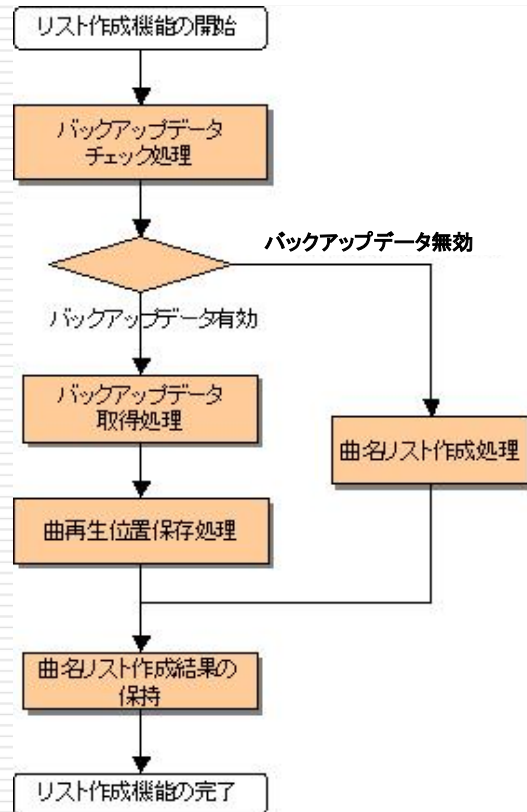 リスト作成機能の開始
バックアップデータ
チェック処理
バックアップデータ無効
バックアップデータ有効
バックアップデータ
取得処理
曲名リスト作成処理
曲再生位置保存処理
曲名リスト作成結果の
保持
リスト作成機能の完了